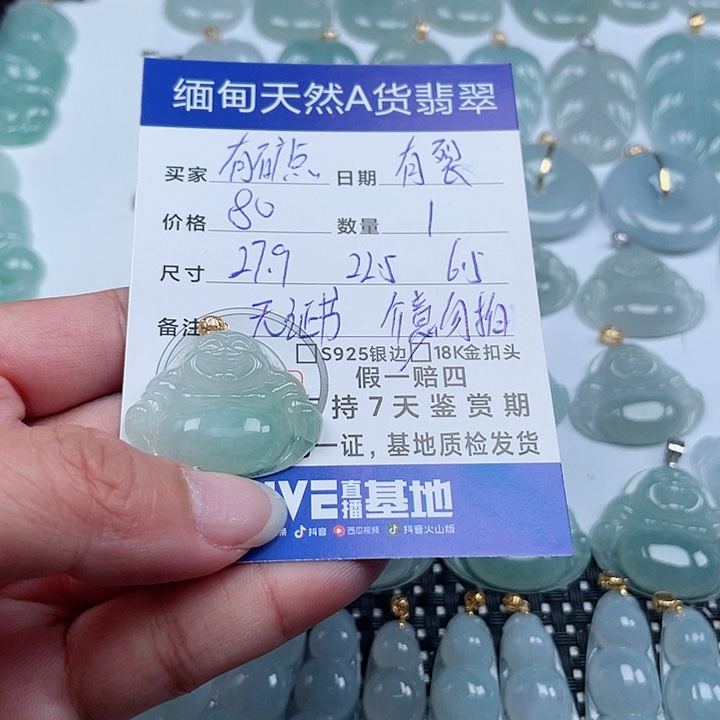 缅甸天然A货翡翠
买家 有矿点 日期 有裂
价格 80 数量 1
尺寸 27.9 22.5 6.5
备注 无证书 介意勿拍
S925银边 18K金扣头
假一赔四
持7天鉴赏期
一证，基地质检发货
IVE直播基地
抖音 西瓜视频 抖音火山版